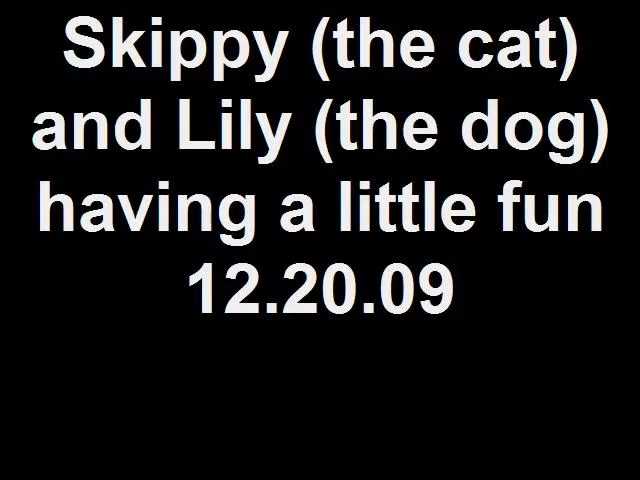 Skippy (the cat)
and Lily (the dog)
having a little fun
12.20.09